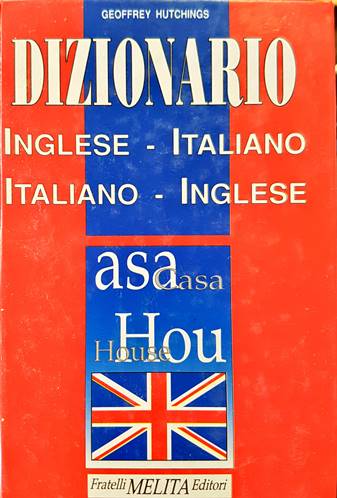 GEOFFREY HUTCHINGS
DIZIONARIO
INGLESE - ITALIANO
ITALIANO - INGLESE
asa
Casa
Hou
House
Fratelli MELITA Editori